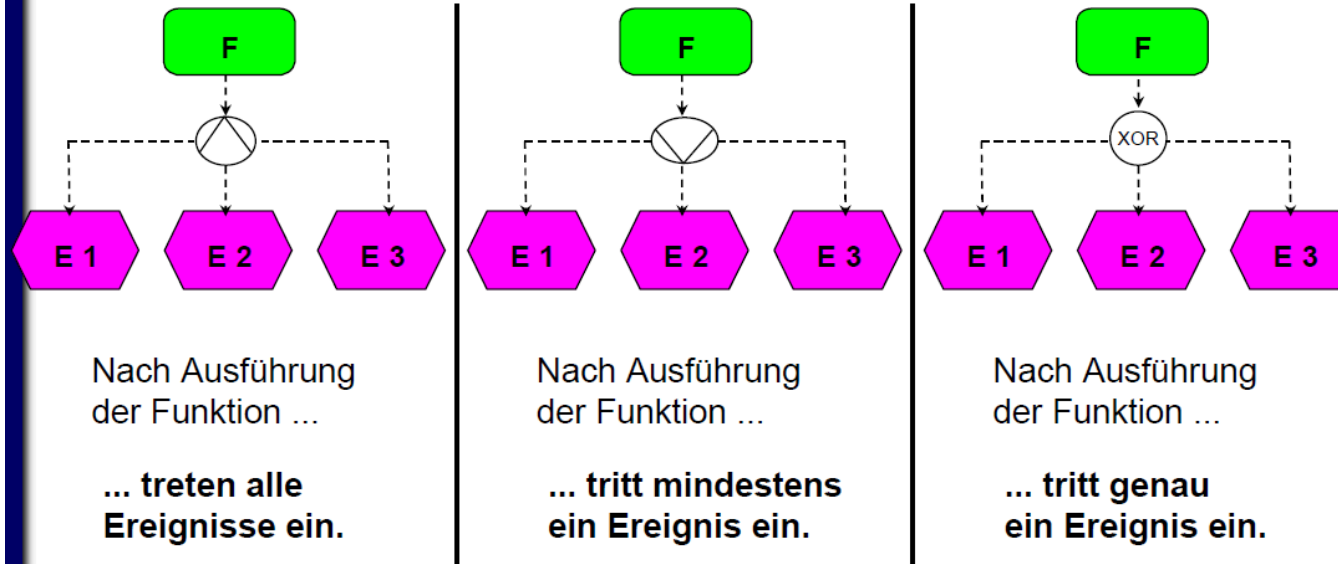 F
E 1
E 2
E 3
Nach Ausführung
der Funktion ...
... treten alle
Ereignisse ein.
F
E 1
E 2
E 3
Nach Ausführung
der Funktion ...
... tritt mindestens
ein Ereignis ein.
F
XOR
E 1
E 2
E 3
Nach Ausführung
der Funktion ...
... tritt genau
ein Ereignis ein.